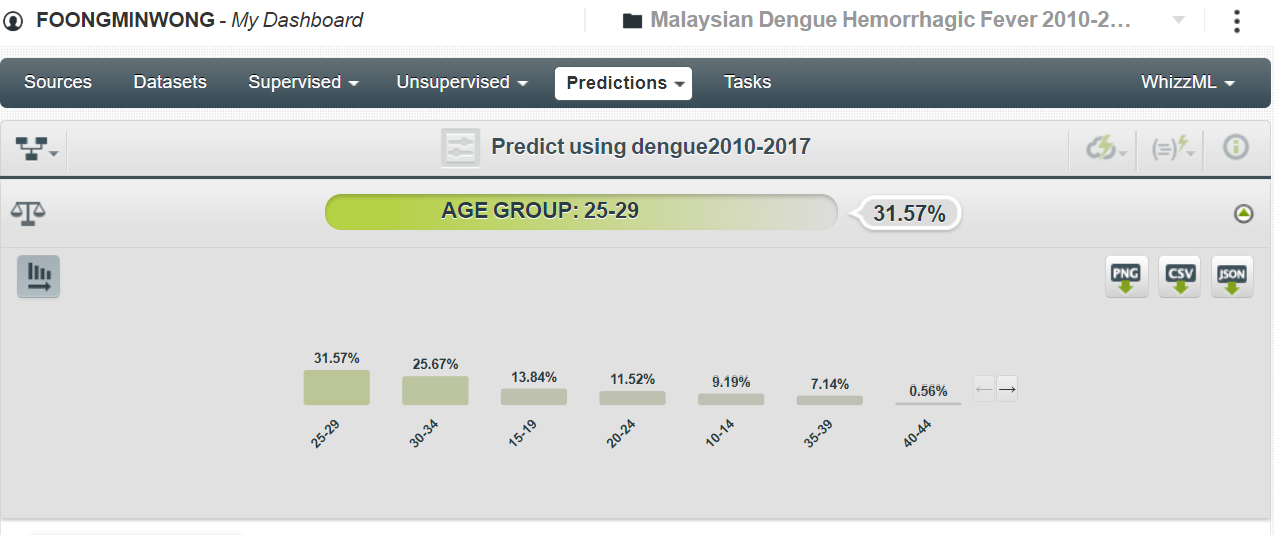 FOONGMINWONG - My Dashboard
Malaysian Dengue Hemorrhagic Fever 2010-2...
Sources Datasets Supervised Unsupervised Predictions Tasks WhizzML
Predict using dengue2010-2017
AGE GROUP: 25-29
31.57%
PNG CSV JSON
31.57% 25.67% 13.84% 11.52% 9.19% 7.14% 0.56%
25-29 30-34 15-19 20-24 10-14 35-39 40-44